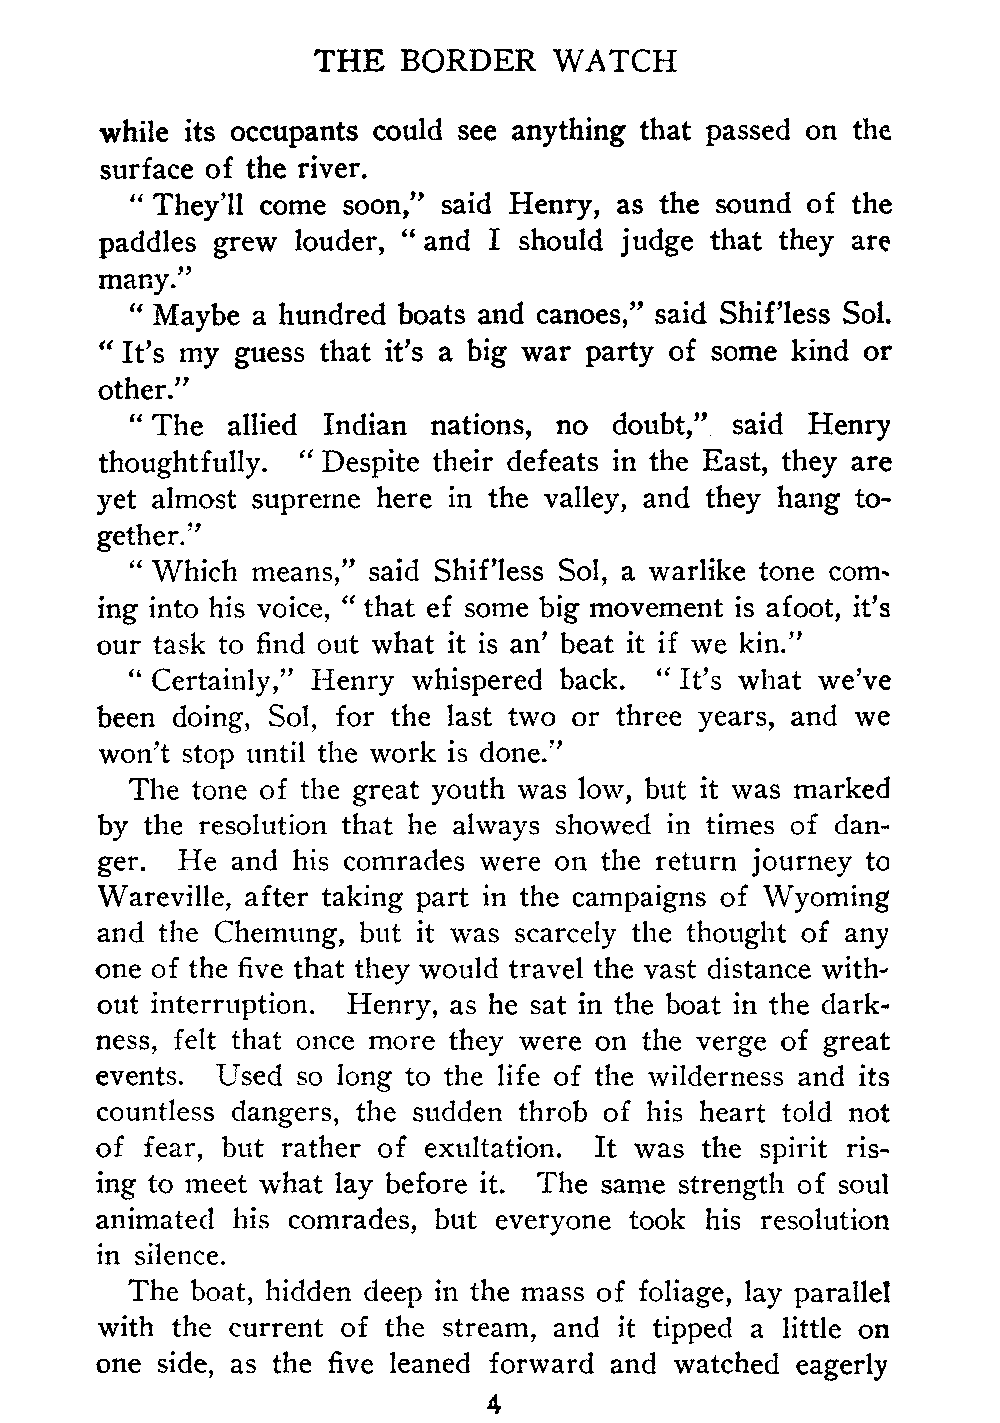 THE BORDER WATCH
while its occupants could see anything that passed on the
surface of the river.
“ They’ll come soon,” said Henry, as the sound of the
paddles grew louder, “ and I should judge that they are
many.”
“ Maybe a hundred boats and canoes,” said Shif’less Sol.
“ It’s my guess that it’s a big war party of some kind or
other.”
“ The allied Indian nations, no doubt,” said Henry
thoughtfully. “ Despite their defeats in the East, they are
yet almost supreme here in the valley, and they hang to-
gether.”
“ Which means,” said Shif’less Sol, a warlike tone com-
ing into his voice, “ that ef some big movement is afoot, it’s
our task to find out what it is an’ beat it if we kin.”
“ Certainly,” Henry whispered back. “ It’s what we’ve
been doing, Sol, for the last two or three years, and we
won’t stop until the work is done.”
The tone of the great youth was low, but it was marked
by the resolution that he always showed in times of dan-
ger. He and his comrades were on the return journey to
Wareville, after taking part in the campaigns of Wyoming
and the Chemung, but it was scarcely the thought of any
one of the five that they would travel the vast distance with-
out interruption. Henry, as he sat in the boat in the dark-
ness, felt that once more they were on the verge of great
events. Used so long to the life of the wilderness and its
countless dangers, the sudden throb of his heart told not
of fear, but rather of exultation. It was the spirit ris-
ing to meet what lay before it. The same strength of soul
animated his comrades, but everyone took his resolution
in silence.
The boat, hidden deep in the mass of foliage, lay parallel
with the current of the stream, and it tipped a little on
one side, as the five leaned forward and watched eagerly
4